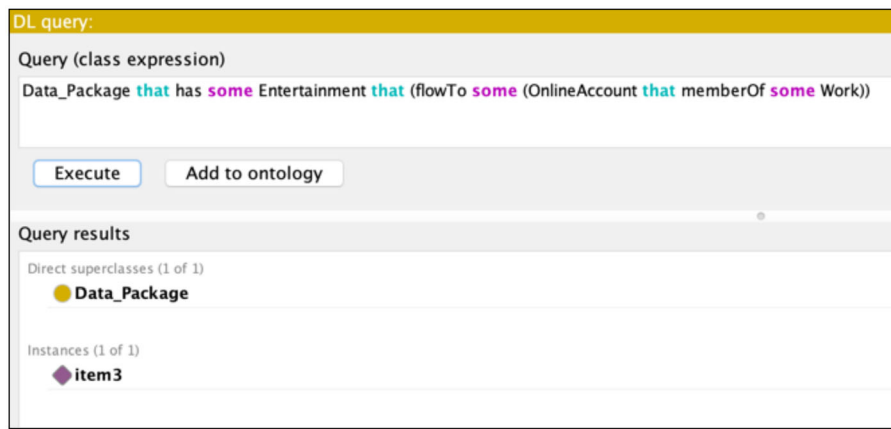 DL query:
Query (class expression)
Data_Package that has some Entertainment that (flowTo some (OnlineAccount that memberOf some Work))
Execute Add to ontology
Query results
Direct superclasses (1 of 1)
Data_Package
Instances (1 of 1)
item3